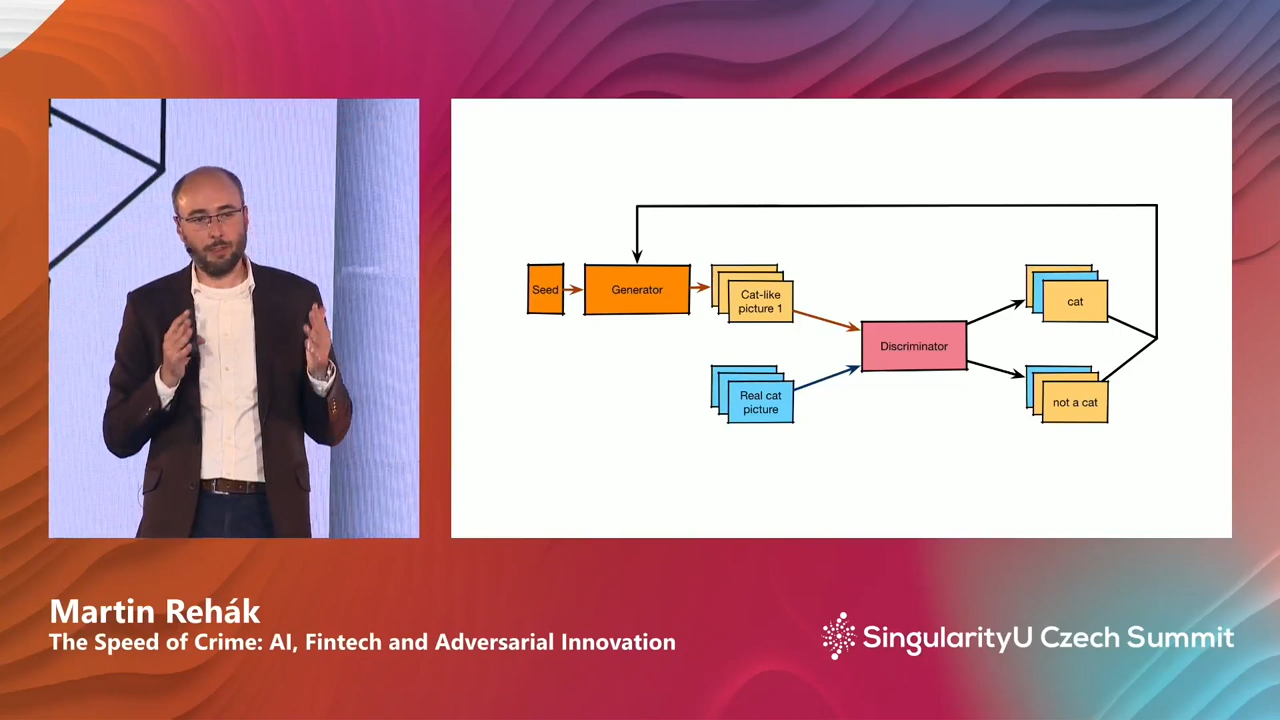 Seed
Generator
Cat-like
picture 1
Real cat
picture
Discriminator
cat
not a cat
Martin Rehák
The Speed of Crime: AI, Fintech and Adversarial Innovation
SingularityU Czech Summit